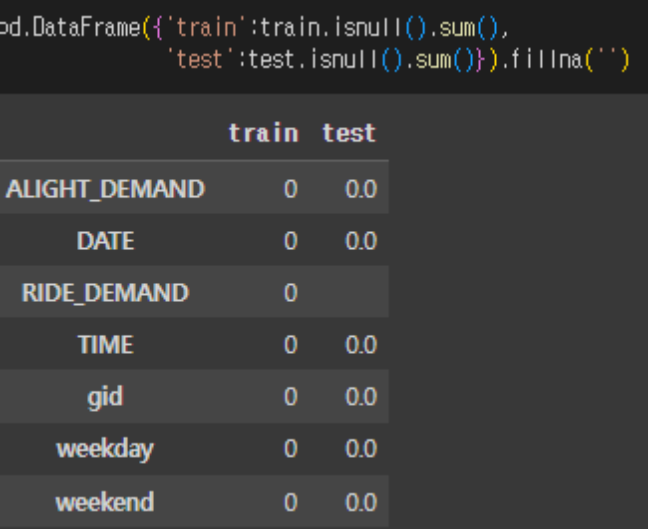 pd.DataFrame({'train':train.isnull().sum(),
'test':test.isnull().sum()}).fillna('')
train test
ALIGHT_DEMAND 0 0.0
DATE 0 0.0
RIDE_DEMAND 0
TIME 0 0.0
gid 0 0.0
weekday 0 0.0
weekend 0 0.0